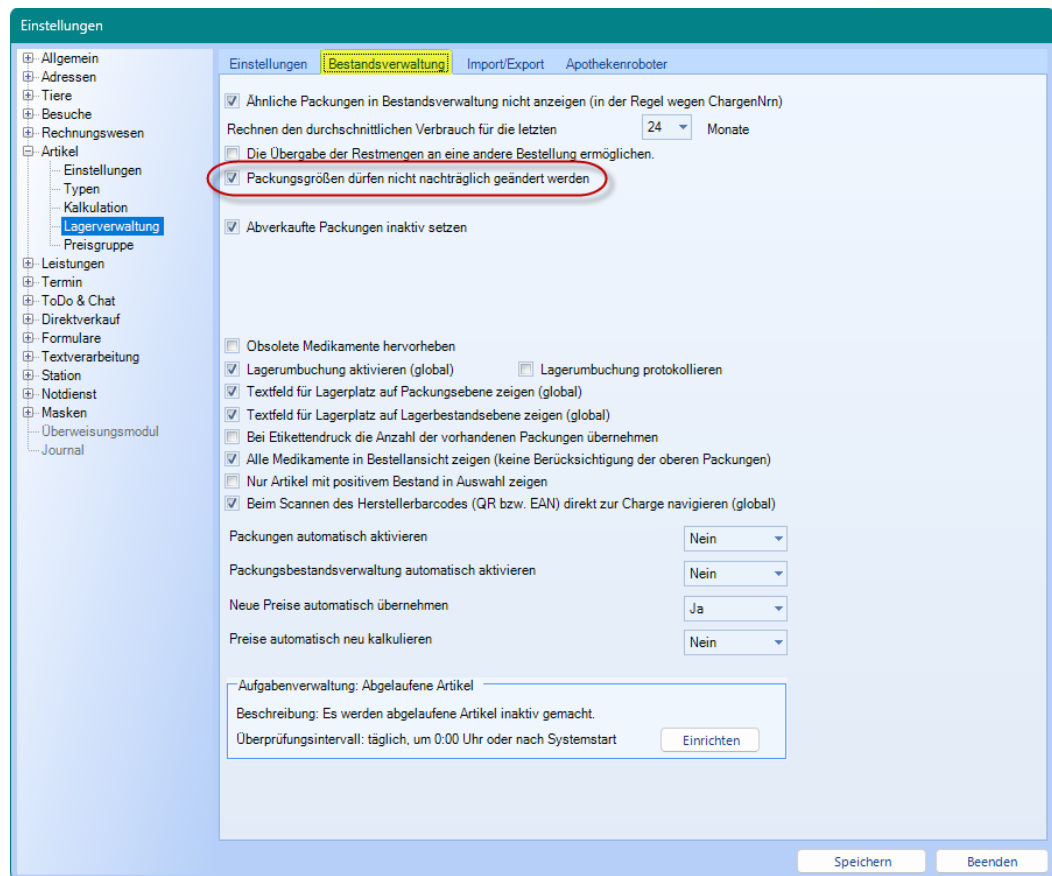 Einstellungen
Allgemein
Adressen
Tiere
Besuche
Rechnungswesen
Artikel
Einstellungen
Typen
Kalkulation
Lagerverwaltung
Preisgruppe
Leistungen
Termin
ToDo & Chat
Direktverkauf
Formulare
Textverarbeitung
Station
Notdienst
Masken
Überweisungsmodul
Journal
Einstellungen Bestandsverwaltung Import/Export Apothekenroboter
Ähnliche Packungen in Bestandsverwaltung nicht anzeigen (in der Regel wegen ChargenNrn)
Rechnen den durchschnittlichen Verbrauch für die letzten 24 Monate
Die Übergabe der Restmengen an eine andere Bestellung ermöglichen.
Packungsgrößen dürfen nicht nachträglich geändert werden
Abverkaufte Packungen inaktiv setzen
Obsolete Medikamente hervorheben
Lagerumbuchung aktivieren (global) Lagerumbuchung protokollieren
Textfeld für Lagerplatz auf Packungsebene zeigen (global)
Textfeld für Lagerplatz auf Lagerbestandsebene zeigen (global)
Bei Etikettendruck die Anzahl der vorhandenen Packungen übernehmen
Alle Medikamente in Bestellansicht zeigen (keine Berücksichtigung der oberen Packungen)
Nur Artikel mit positivem Bestand in Auswahl zeigen
Beim Scannen des Herstellerbarcodes (QR bzw. EAN) direkt zur Charge navigieren (global)
Packungen automatisch aktivieren Nein
Packungsbestandsverwaltung automatisch aktivieren Nein
Neue Preise automatisch übernehmen Ja
Preise automatisch neu kalkulieren Nein
Aufgabenverwaltung: Abgelaufene Artikel
Beschreibung: Es werden abgelaufene Artikel inaktiv gemacht.
Überprüfungsintervall: täglich, um 0:00 Uhr oder nach Systemstart Einrichten
Speichern Beenden